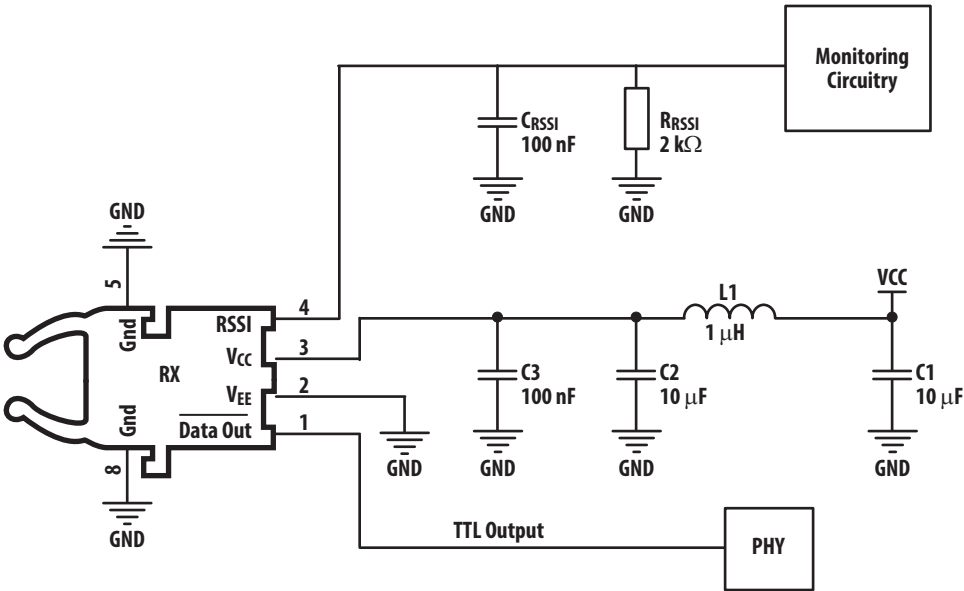 Monitoring
Circuitry
CRSSI
100 nF
RRSSI
2 kΩ
GND
GND
GND
5
Gnd
RSSI
4
VCC
3
RX
VEE
2
Data Out
1
Gnd
8
GND
GND
L1
1 μH
VCC
C3
100 nF
C2
10 μF
C1
10 μF
GND
GND
GND
TTL Output
PHY